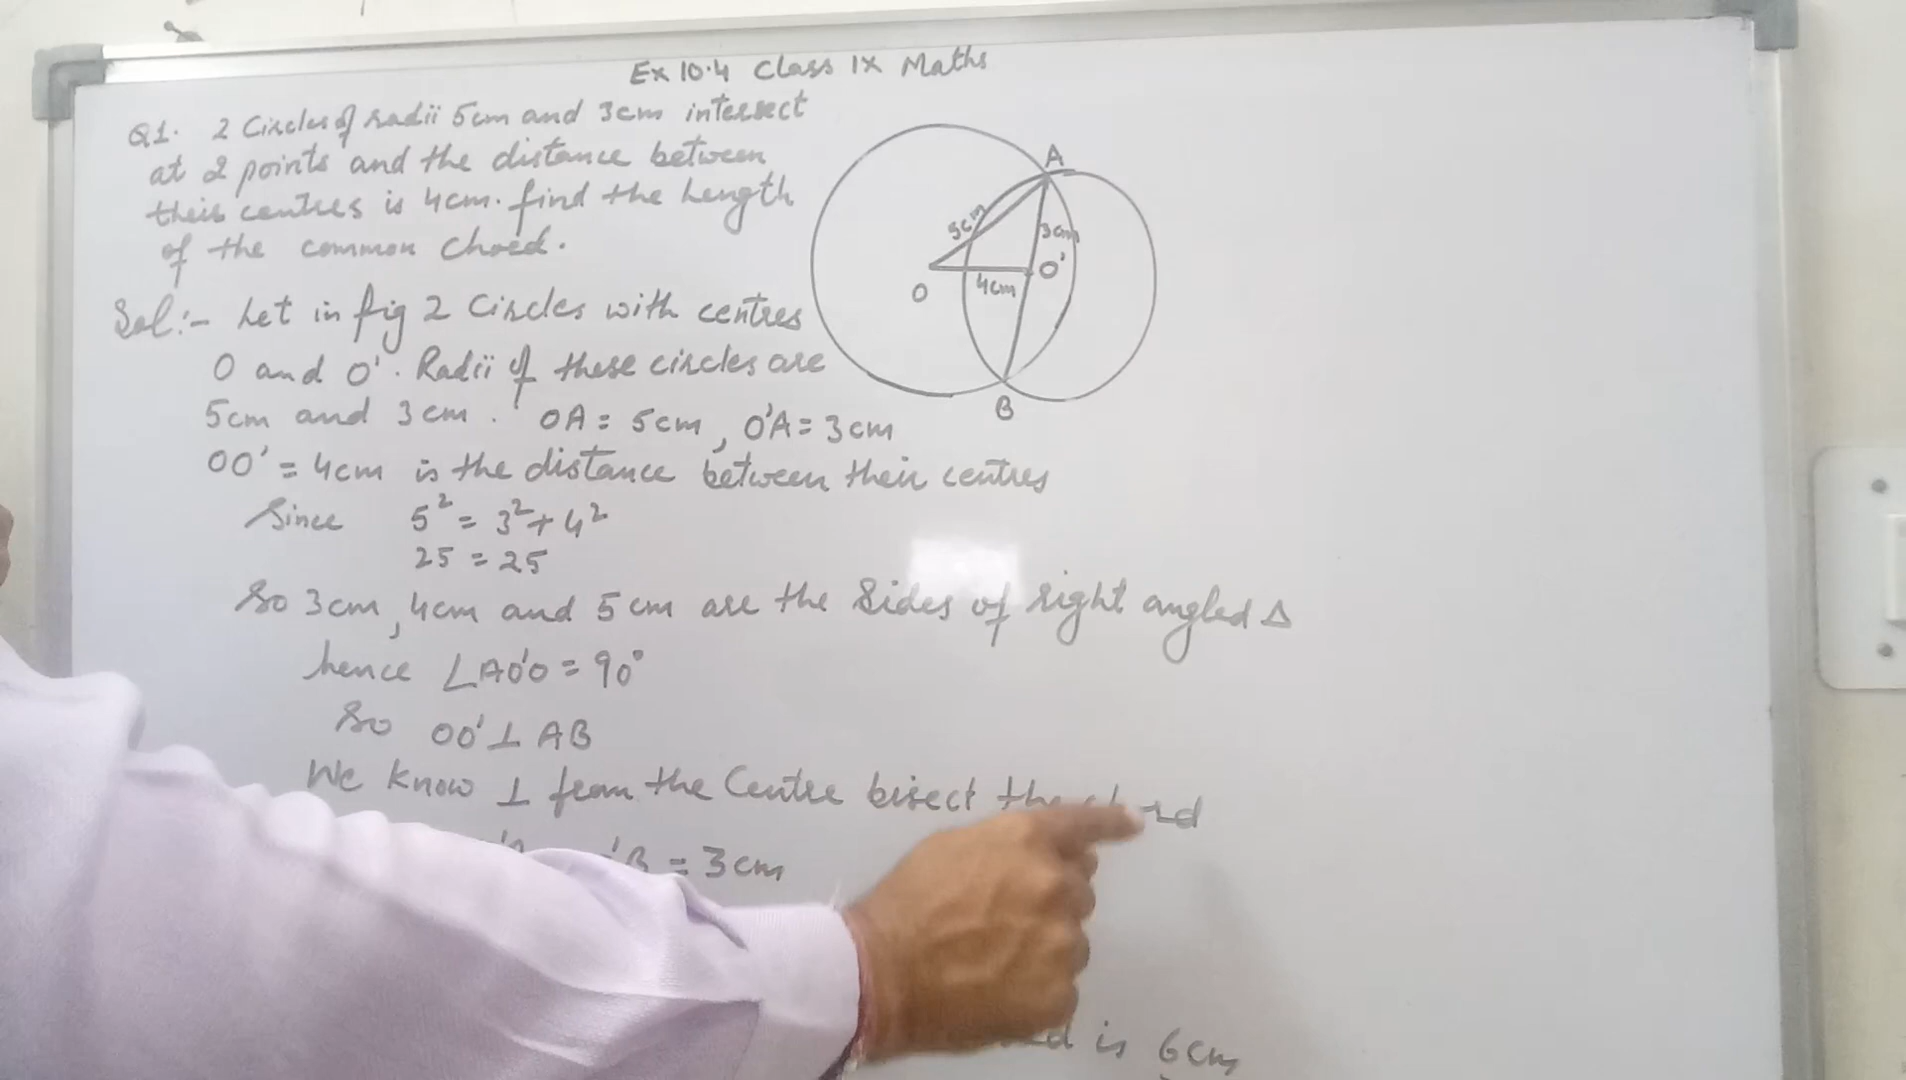 Ex 10.4 Class IX Maths
Q1. 2 Circles of radii 5cm and 3cm intersect
at 2 points and the distance between
their centres is 4cm. find the Length
of the common Chord.
Sol:- Let in fig 2 Circles with centres
O and O'. Radii of these circles are
5cm and 3cm. OA = 5cm, O'A = 3cm
OO' = 4cm is the distance between their centres
Since 5² = 3² + 4²
25 = 25
So 3cm, 4cm and 5cm are the Sides of right angled Δ
hence ∠AO'O = 90°
So OO' ⊥ AB
We know ⊥ from the Centre bisect the
'B = 3cm
is 6cm
A
5cm
3cm
O
4cm
O'
B